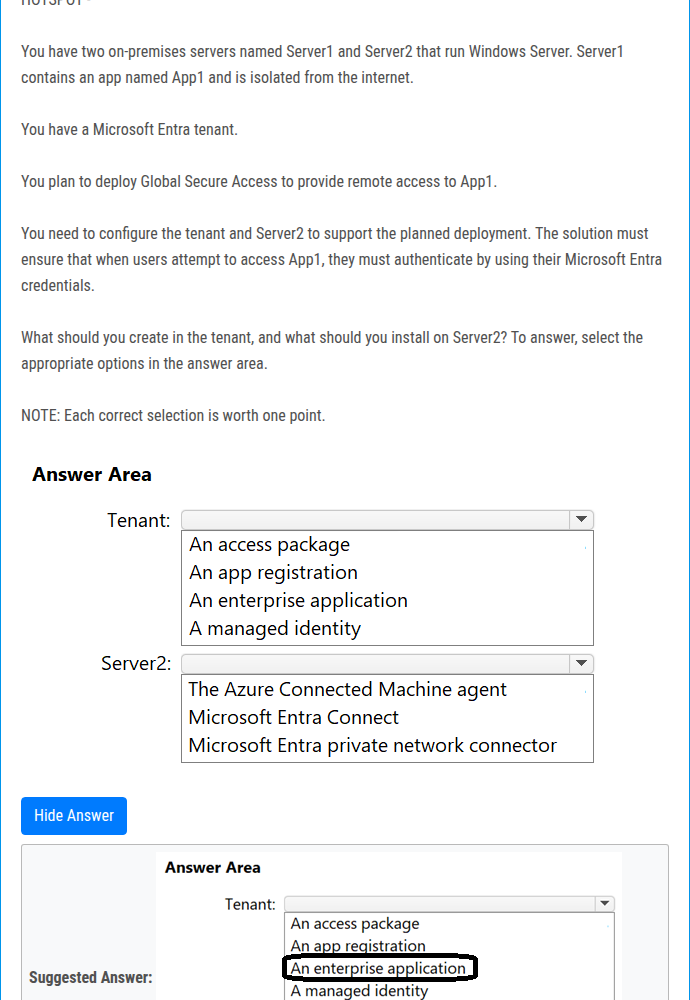 HOTSPOT -
You have two on-premises servers named Server1 and Server2 that run Windows Server. Server1
contains an app named App1 and is isolated from the internet.
You have a Microsoft Entra tenant.
You plan to deploy Global Secure Access to provide remote access to App1.
You need to configure the tenant and Server2 to support the planned deployment. The solution must
ensure that when users attempt to access App1, they must authenticate by using their Microsoft Entra
credentials.
What should you create in the tenant, and what should you install on Server2? To answer, select the
appropriate options in the answer area.
NOTE: Each correct selection is worth one point.
Answer Area
Tenant:
An access package
An app registration
An enterprise application
A managed identity
Server2:
The Azure Connected Machine agent
Microsoft Entra Connect
Microsoft Entra private network connector
Hide Answer
Answer Area
Tenant:
An access package
An app registration
An enterprise application
Suggested Answer:
A managed identity